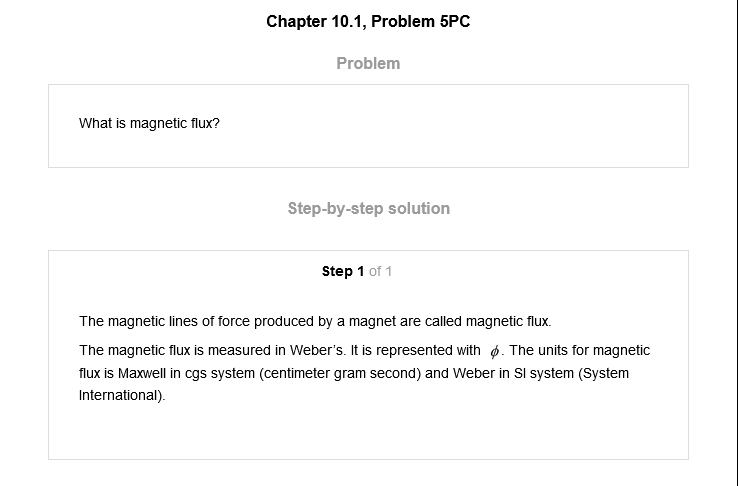 Chapter 10.1, Problem 5PC
Problem
What is magnetic flux?
Step-by-step solution
Step 1 of 1
The magnetic lines of force produced by a magnet are called magnetic flux.
The magnetic flux is measured in Weber's. It is represented with ϕ. The units for magnetic
flux is Maxwell in cgs system (centimeter gram second) and Weber in SI system (System
International).